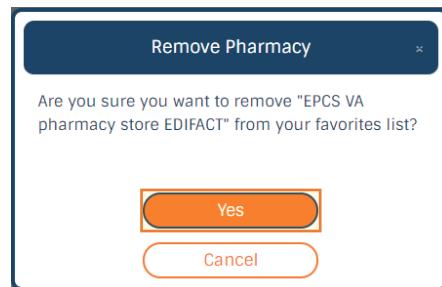 Remove Pharmacy
Are you sure you want to remove "EPCS VA
pharmacy store EDIFACT" from your favorites list?
Yes
Cancel